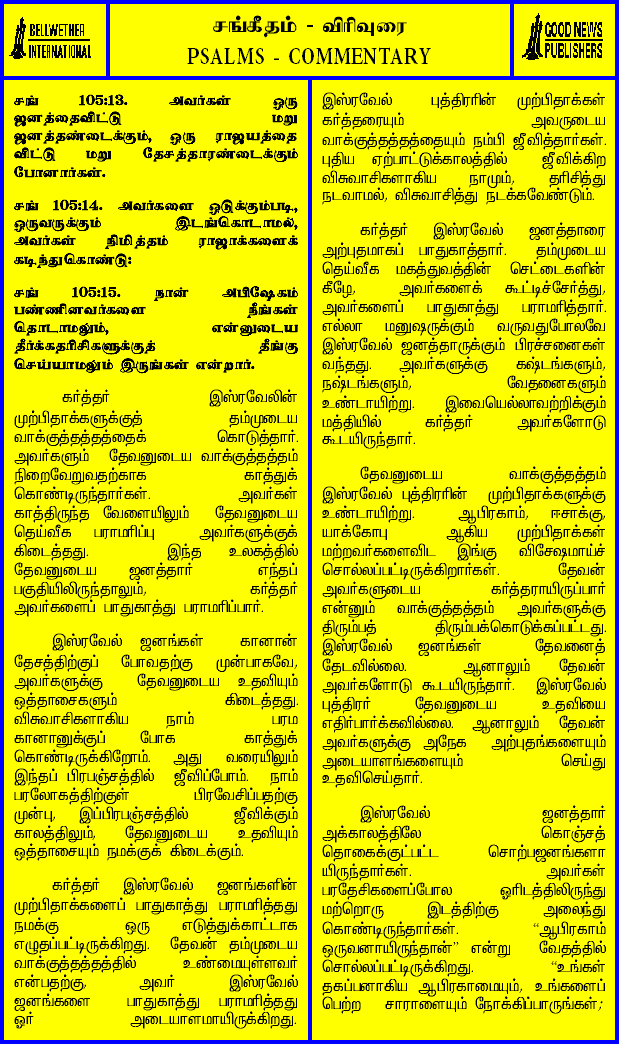 BELLWETHER
INTERNATIONAL
சங்கீதம் - விரிவுரை
PSALMS - COMMENTARY
GOOD NEWS
PUBLISHERS
சங் 105:13. அவர்கள் ஒரு
ஜனத்தைவிட்டு மறு
ஜனத்தண்டைக்கும், ஒரு ராஜயத்தை
விட்டு மறு தேசத்தாரண்டைக்கும்
போனார்கள்.
சங் 105:14. அவர்களை ஒடுக்கும்படி,
ஒருவருக்கும் இடங்கொடாமல்,
அவர்கள் நிமித்தம் ராஜாக்களைக்
கடிந்துகொண்டு:
சங் 105:15. நான் அபிஷேகம்
பண்ணினவர்களை நீங்கள்
தொடாமலும், என்னுடைய
தீர்க்கதரிசிகளுக்குத் தீங்கு
செய்யாமலும் இருங்கள் என்றார்.
கர்த்தர் இஸ்ரவேலின்
முற்பிதாக்களுக்குத் தம்முடைய
வாக்குத்தத்தத்தைக் கொடுத்தார்.
அவர்களும் தேவனுடைய வாக்குத்தத்தம்
நிறைவேறுவதற்காக காத்துக்
கொண்டிருந்தார்கள். அவர்கள்
காத்திருந்த வேளையிலும் தேவனுடைய
தெய்வீக பராமரிப்பு அவர்களுக்குக்
கிடைத்தது. இந்த உலகத்தில்
தேவனுடைய ஜனத்தார் எந்தப்
பகுதியிலிருந்தாலும், கர்த்தர்
அவர்களைப் பாதுகாத்து பராமரிப்பார்.
இஸ்ரவேல் ஜனங்கள் கானான்
தேசத்திற்குப் போவதற்கு முன்பாகவே,
அவர்களுக்கு தேவனுடைய உதவியும்
ஒத்தாசைகளும் கிடைத்தது.
விசுவாசிகளாகிய நாம் பரம
கானானுக்குப் போக காத்துக்
கொண்டிருக்கிறோம். அது வரையிலும்
இந்தப் பிரபஞ்சத்தில் ஜீவிப்போம். நாம்
பரலோகத்திற்குள் பிரவேசிப்பதற்கு
முன்பு, இப்பிரபஞ்சத்தில் ஜீவிக்கும்
காலத்திலும், தேவனுடைய உதவியும்
ஒத்தாசையும் நமக்குக் கிடைக்கும்.
கர்த்தர் இஸ்ரவேல் ஜனங்களின்
முற்பிதாக்களைப் பாதுகாத்து பராமரித்தது
நமக்கு ஒரு எடுத்துக்காட்டாக
எழுதப்பட்டிருக்கிறது. தேவன் தம்முடைய
வாக்குத்தத்தத்தில் உண்மையுள்ளவர்
என்பதற்கு, அவர் இஸ்ரவேல்
ஜனங்களை பாதுகாத்து பராமரித்தது
ஓர் அடையாளமாயிருக்கிறது.
இஸ்ரவேல் புத்திரரின் முற்பிதாக்கள்
கர்த்தரையும் அவருடைய
வாக்குத்தத்தத்தையும் நம்பி ஜீவித்தார்கள்.
புதிய ஏற்பாட்டுக்காலத்தில் ஜீவிக்கிற
விசுவாசிகளாகிய நாமும், தரிசித்து
நடவாமல், விசுவாசித்து நடக்கவேண்டும்.
கர்த்தர் இஸ்ரவேல் ஜனத்தாரை
அற்புதமாகப் பாதுகாத்தார். தம்முடைய
தெய்வீக மகத்துவத்தின் செட்டைகளின்
கீழே, அவர்களைக் கூட்டிச்சேர்த்து,
அவர்களைப் பாதுகாத்து பராமரித்தார்.
எல்லா மனுஷருக்கும் வருவதுபோலவே
இஸ்ரவேல் ஜனத்தாருக்கும் பிரச்சனைகள்
வந்தது. அவர்களுக்கு கஷ்டங்களும்,
நஷ்டங்களும், வேதனைகளும்
உண்டாயிற்று. இவையெல்லாவற்றிக்கும்
மத்தியில் கர்த்தர் அவர்களோடு
கூடயிருந்தார்.
தேவனுடைய வாக்குத்தத்தம்
இஸ்ரவேல் புத்திரரின் முற்பிதாக்களுக்கு
உண்டாயிற்று. ஆபிரகாம், ஈசாக்கு,
யாக்கோபு ஆகிய முற்பிதாக்கள்
மற்றவர்களைவிட இங்கு விசேஷமாய்ச்
சொல்லப்பட்டிருக்கிறார்கள். தேவன்
அவர்களுடைய கர்த்தராயிருப்பார்
என்னும் வாக்குத்தத்தம் அவர்களுக்கு
திரும்பத் திரும்பக்கொடுக்கப்பட்டது.
இஸ்ரவேல் ஜனங்கள் தேவனைத்
தேடவில்லை. ஆனாலும் தேவன்
அவர்களோடு கூடயிருந்தார். இஸ்ரவேல்
புத்திரர் தேவனுடைய உதவியை
எதிர்பார்க்கவில்லை. ஆனாலும் தேவன்
அவர்களுக்கு அநேக அற்புதங்களையும்
அடையாளங்களையும் செய்து
உதவிசெய்தார்.
இஸ்ரவேல் ஜனத்தார்
அக்காலத்திலே கொஞ்சத்
தொகைக்குட்பட்ட சொற்பஜனங்களா
யிருந்தார்கள். அவர்கள்
பரதேசிகளைப்போல ஓரிடத்திலிருந்து
மற்றொரு இடத்திற்கு அலைந்து
கொண்டிருந்தார்கள். “ஆபிரகாம்
ஒருவனாயிருந்தான்” என்று வேதத்தில்
சொல்லப்பட்டிருக்கிறது. “உங்கள்
தகப்பனாகிய ஆபிரகாமையும், உங்களைப்
பெற்ற சாராளையும் நோக்கிப்பாருங்கள்;